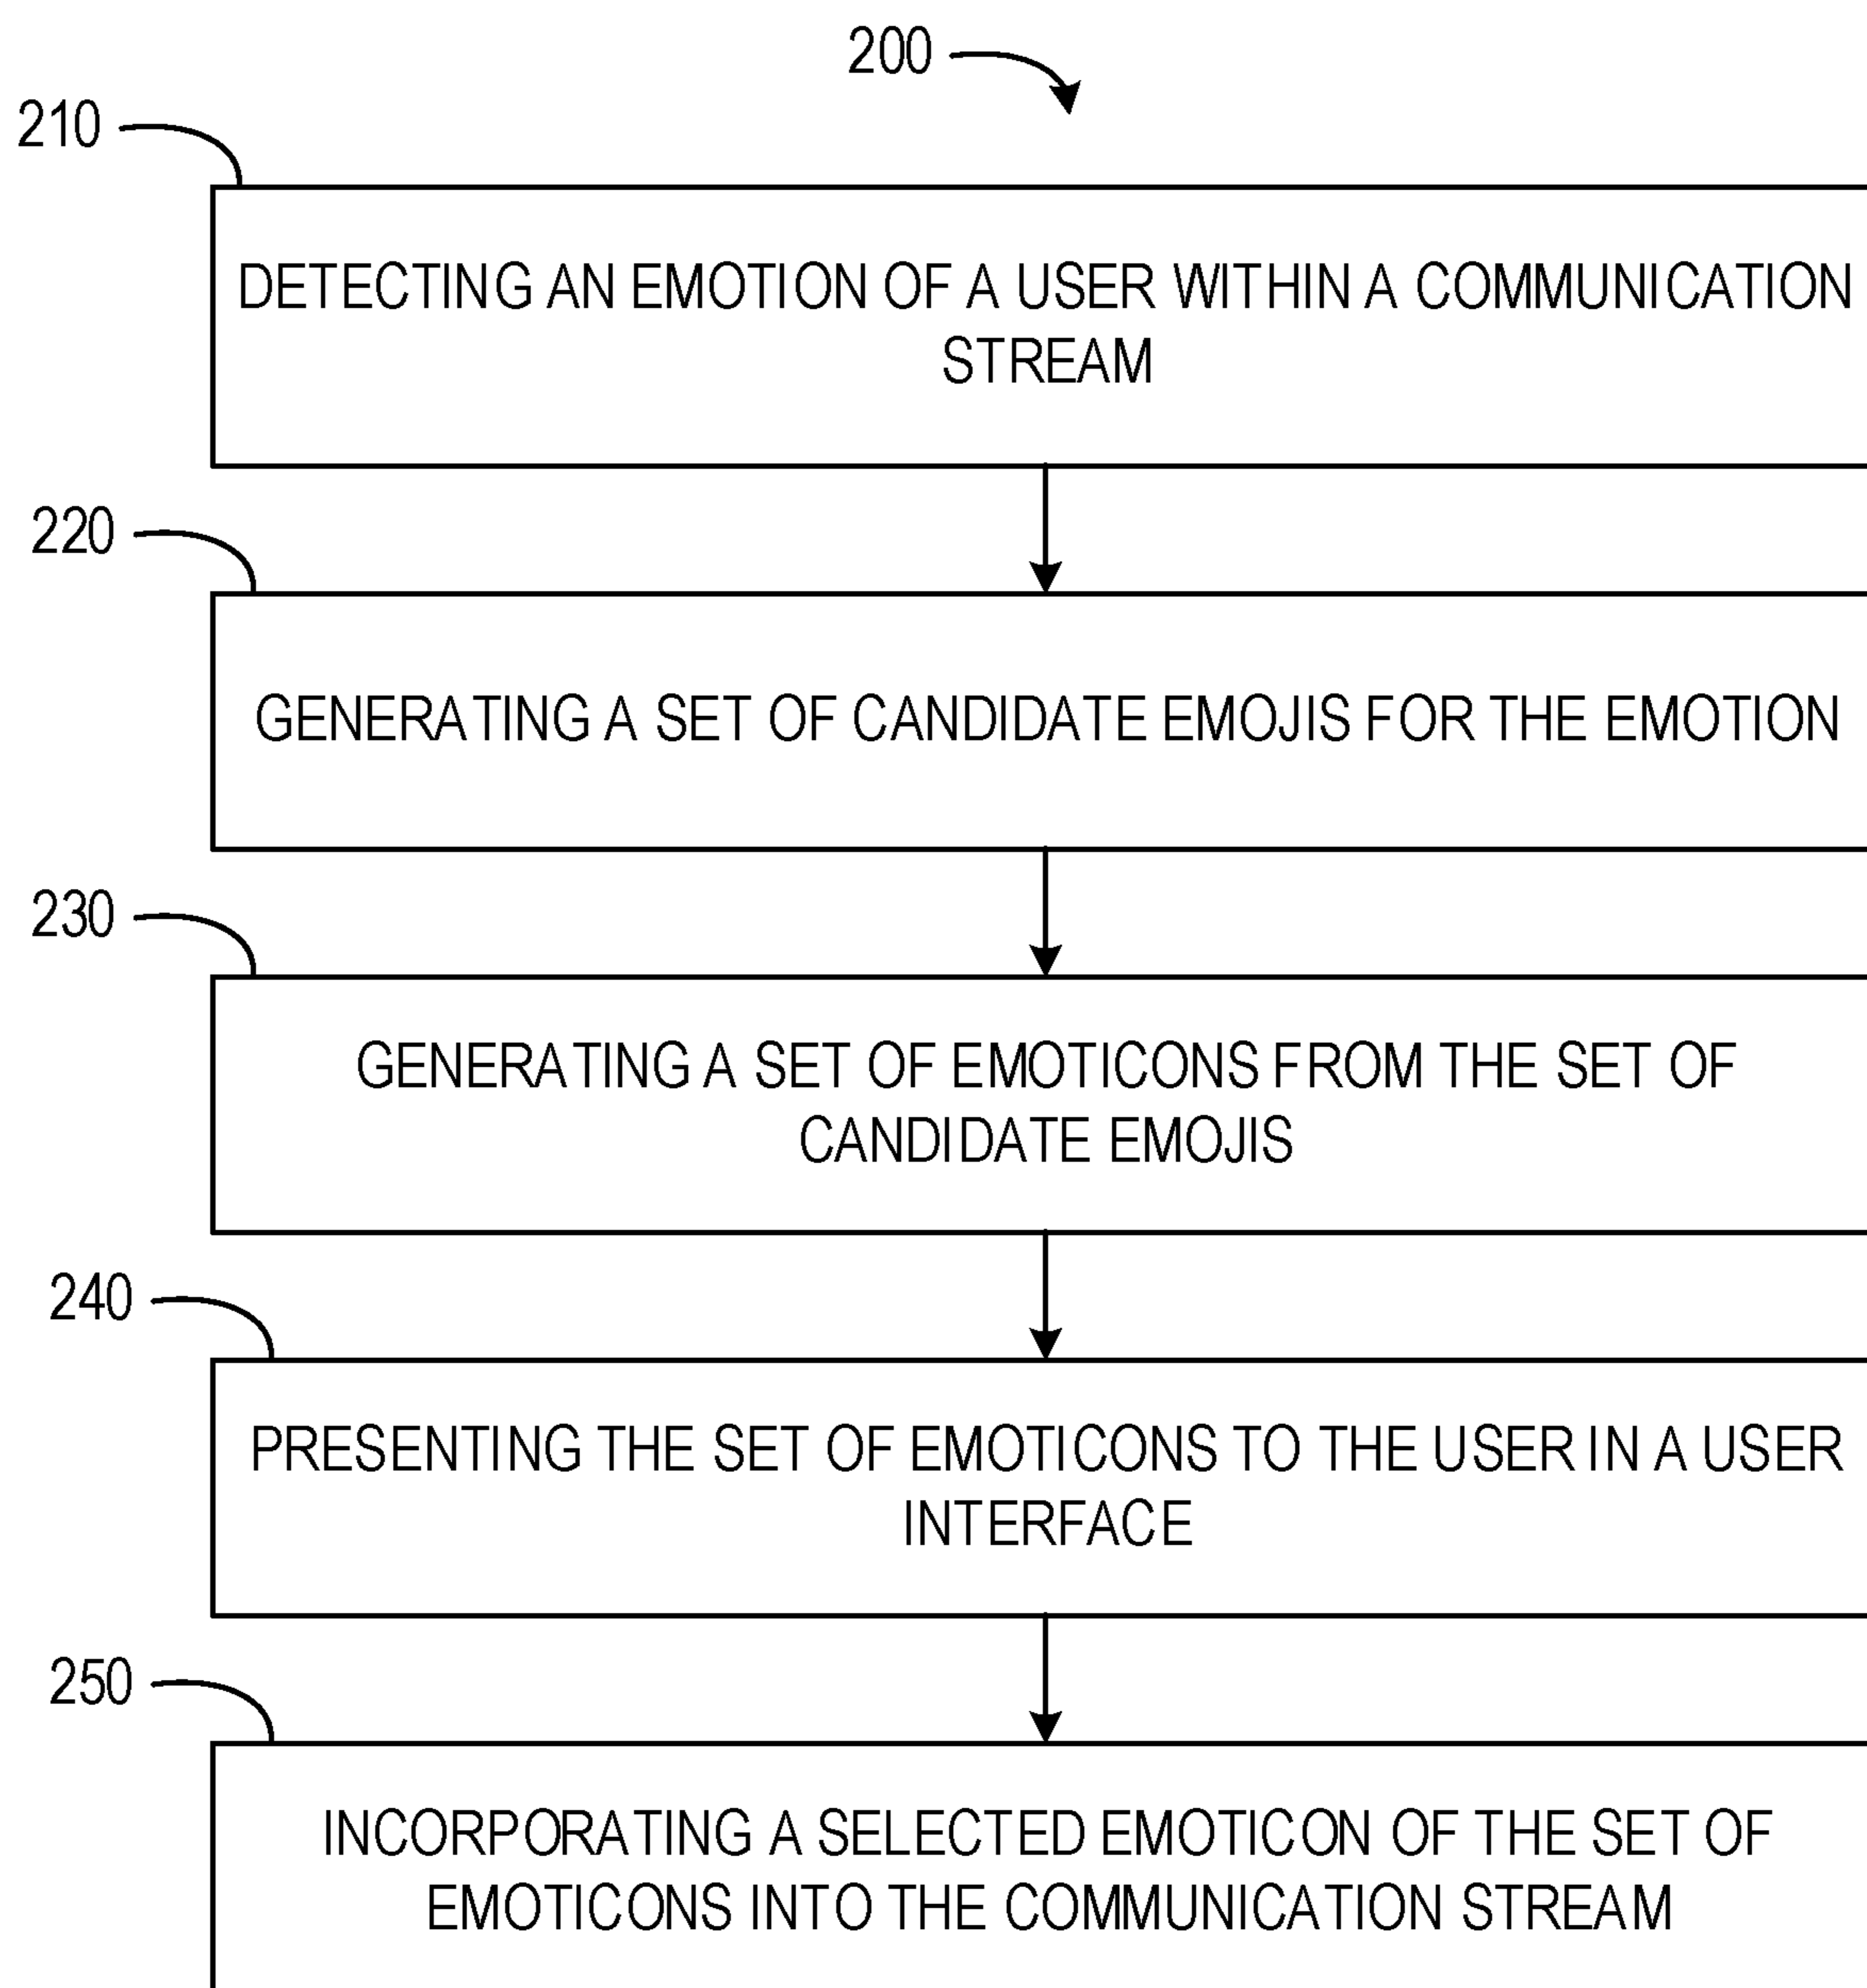 200
210
DETECTING AN EMOTION OF A USER WITHIN A COMMUNICATION
STREAM
220
GENERATING A SET OF CANDIDATE EMOJIS FOR THE EMOTION
230
GENERATING A SET OF EMOTICONS FROM THE SET OF
CANDIDATE EMOJIS
240
PRESENTING THE SET OF EMOTICONS TO THE USER IN A USER
INTERFACE
250
INCORPORATING A SELECTED EMOTICON OF THE SET OF
EMOTICONS INTO THE COMMUNICATION STREAM